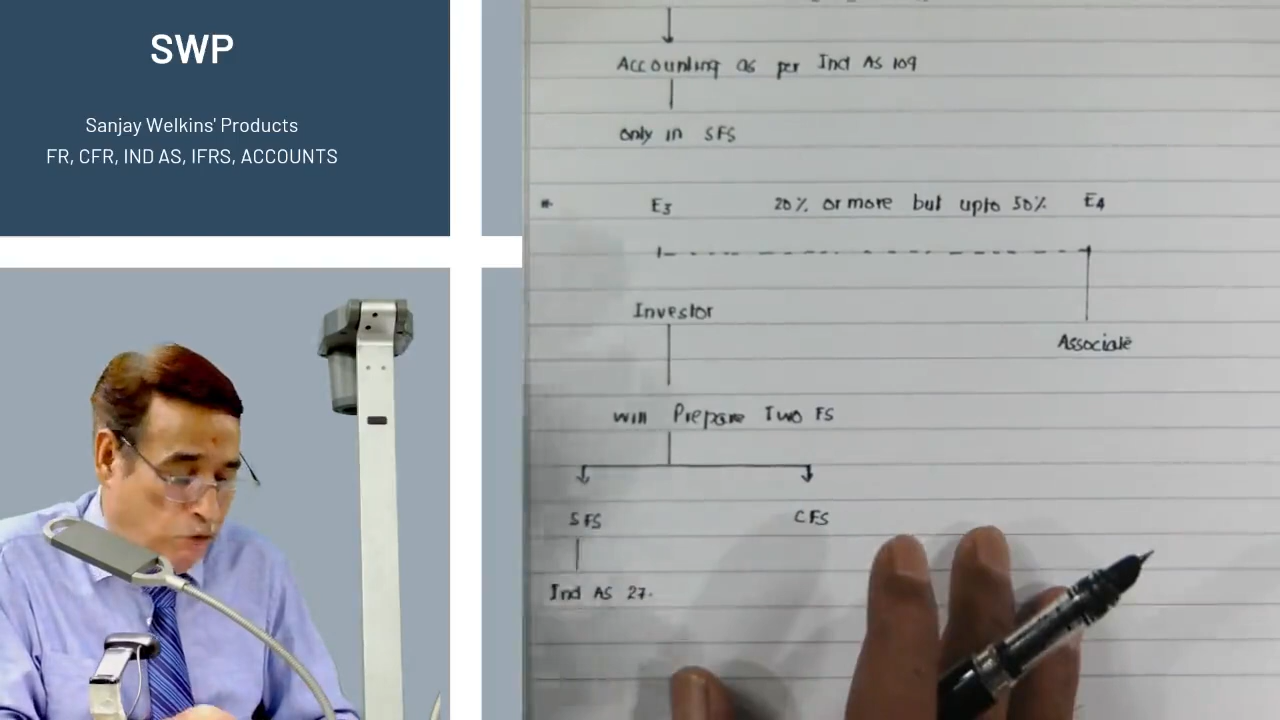 SWP
Sanjay Welkins' Products
FR, CFR, IND AS, IFRS, ACCOUNTS
Accounting as per Ind AS 109
only in SFS
* E3 20% or more but upto 50% E4
Investor
Associate
will Prepare Two FS
SFS CFS
Ind AS 27.